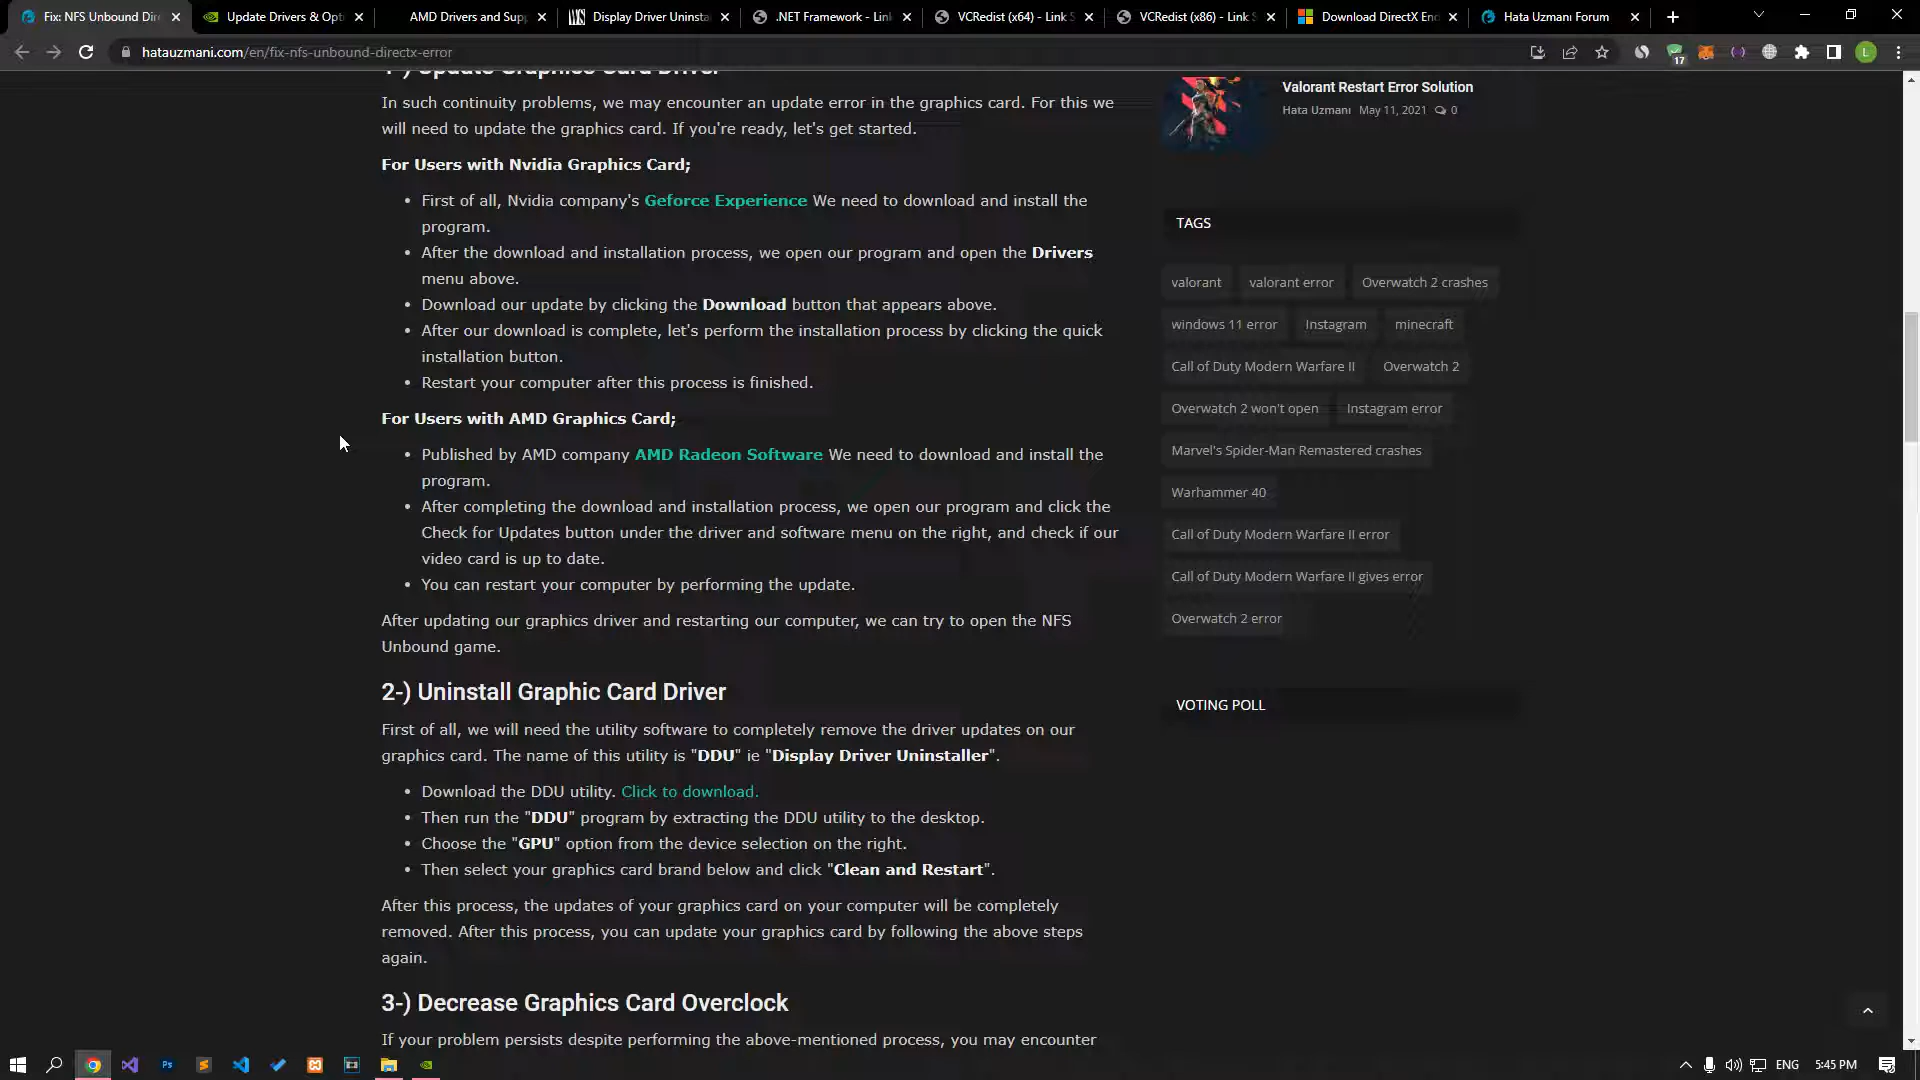 Fix: NFS Unbound Dire
Update Drivers & Opti
AMD Drivers and Supp
Display Driver Uninsta
.NET Framework - Link
VCRedist (x64) - Link S
VCRedist (x86) - Link S
Download DirectX End
Hata Uzmanı Forum
hatauzmani.com/en/fix-nfs-unbound-directx-error
17
L
1-) Update Graphics Card Driver
In such continuity problems, we may encounter an update error in the graphics card. For this we
will need to update the graphics card. If you're ready, let's get started.
For Users with Nvidia Graphics Card;
• First of all, Nvidia company's Geforce Experience We need to download and install the
program.
• After the download and installation process, we open our program and open the Drivers
menu above.
• Download our update by clicking the Download button that appears above.
• After our download is complete, let's perform the installation process by clicking the quick
installation button.
• Restart your computer after this process is finished.
For Users with AMD Graphics Card;
• Published by AMD company AMD Radeon Software We need to download and install the
program.
• After completing the download and installation process, we open our program and click the
Check for Updates button under the driver and software menu on the right, and check if our
video card is up to date.
• You can restart your computer by performing the update.
After updating our graphics driver and restarting our computer, we can try to open the NFS
Unbound game.
2-) Uninstall Graphic Card Driver
First of all, we will need the utility software to completely remove the driver updates on our
graphics card. The name of this utility is "DDU" ie "Display Driver Uninstaller".
• Download the DDU utility. Click to download.
• Then run the "DDU" program by extracting the DDU utility to the desktop.
• Choose the "GPU" option from the device selection on the right.
• Then select your graphics card brand below and click "Clean and Restart".
After this process, the updates of your graphics card on your computer will be completely
removed. After this process, you can update your graphics card by following the above steps
again.
3-) Decrease Graphics Card Overclock
If your problem persists despite performing the above-mentioned process, you may encounter
Valorant Restart Error Solution
Hata Uzmanı May 11, 2021 0
TAGS
valorant valorant error Overwatch 2 crashes
windows 11 error Instagram minecraft
Call of Duty Modern Warfare II Overwatch 2
Overwatch 2 won't open Instagram error
Marvel's Spider-Man Remastered crashes
Warhammer 40
Call of Duty Modern Warfare II error
Call of Duty Modern Warfare II gives error
Overwatch 2 error
VOTING POLL
Ps
ENG 5:45 PM